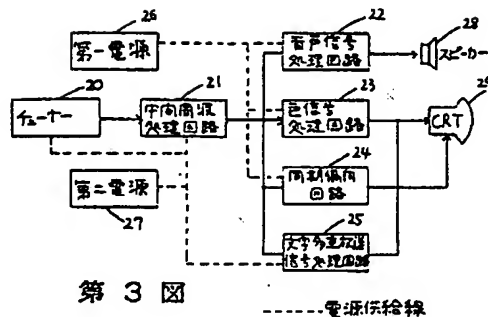 26
第一電源
22
音声信号
処理回路
28
スピーカー
20
チューナー
21
中間周波
処理回路
23
色信号
処理回路
29
CRT
24
同期偏向
回路
第二電源
27
25
文字多重放送
信号処理回路
第 3 図
電源供給線